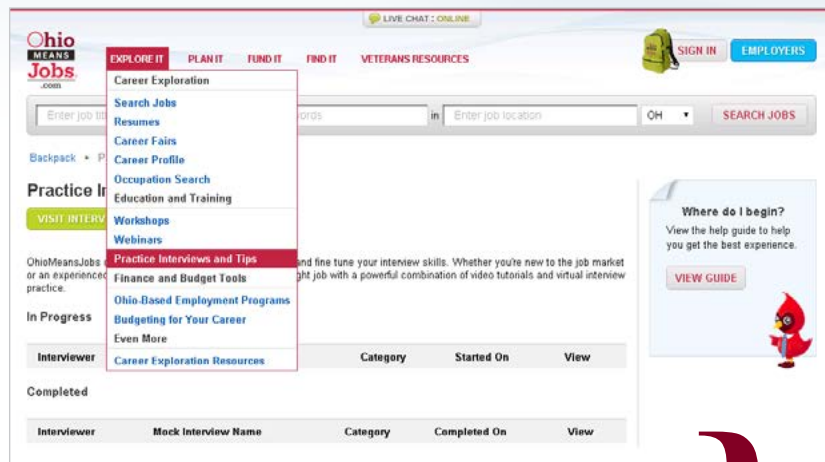 LIVE CHAT : ONLINE
Ohio
MEANS
Jobs
.com
EXPLORE IT PLAN IT FUND IT FIND IT VETERANS RESOURCES
SIGN IN EMPLOYERS
Career Exploration
Search Jobs
Resumes
Career Fairs
Career Profile
Occupation Search
Education and Training
Workshops
Webinars
Practice Interviews and Tips
Finance and Budget Tools
Ohio-Based Employment Programs
Budgeting for Your Career
Even More
Career Exploration Resources
Enter job in Enter job location OH SEARCH JOBS
Backpack
Practice
VISIT
OhioMeansJobs and fine tune your interview skills. Whether you're new to the job market
or an experienced job with a powerful combination of video tutorials and virtual interview
practice.
In Progress
Interviewer Category Started On View
Completed
Interviewer Mock Interview Name Category Completed On View
Where do I begin?
View the help guide to help
you get the best experience.
VIEW GUIDE